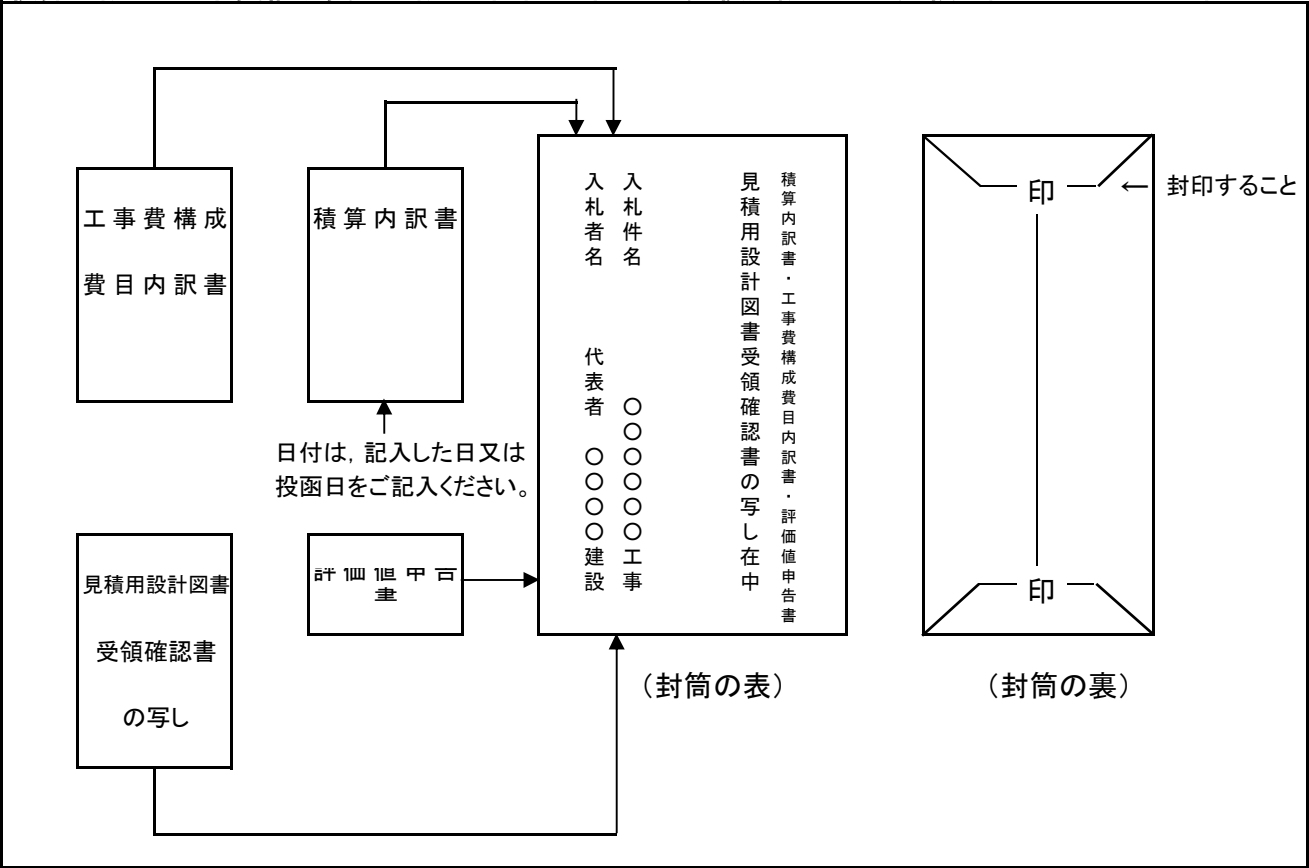 工事費構成
費目内訳書
積算内訳書
日付は，記入した日又は
投函日をご記入ください。
見積用設計図書
受領確認書
の写し
評価値申告
書
積算内訳書・工事費構成費目内訳書・評価値申告書
見積用設計図書受領確認書の写し在中
入札件名　〇〇〇〇〇〇工事
入札者名　代表者　〇〇〇〇建設
（封筒の表）
印
← 封印すること
印
（封筒の裏）